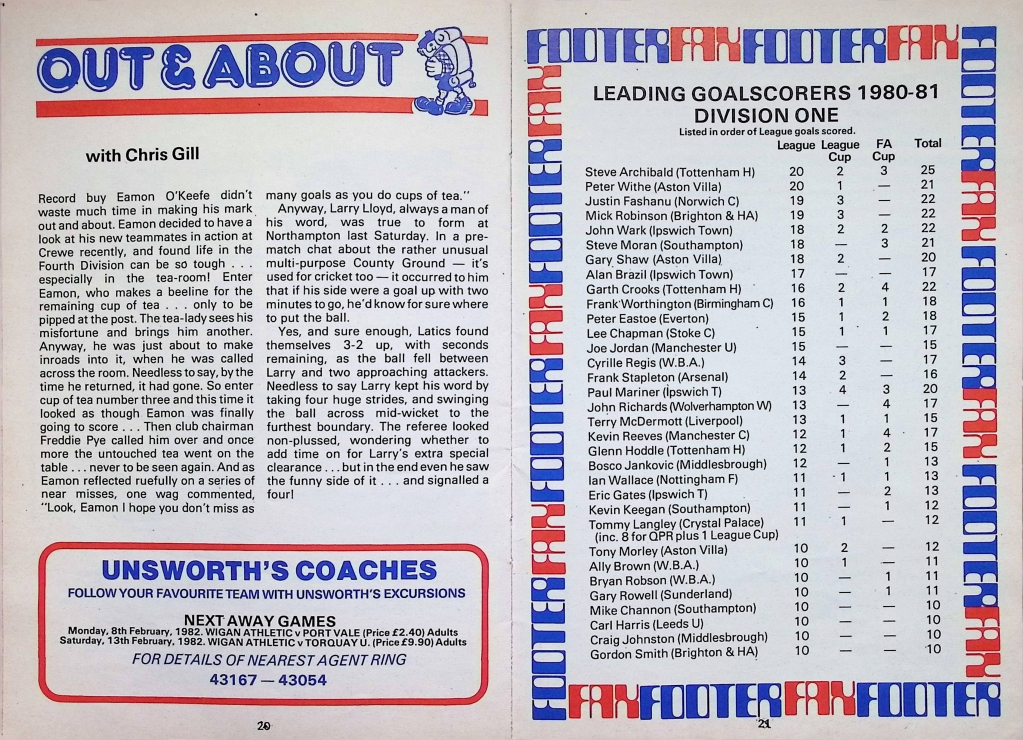 OUT & ABOUT
with Chris Gill
Record buy Eamon O'Keefe didn't
waste much time in making his mark
out and about. Eamon decided to have a
look at his new teammates in action at
Crewe recently, and found life in the
Fourth Division can be so tough . . .
especially in the tea-room! Enter
Eamon, who makes a beeline for the
remaining cup of tea . . . only to be
pipped at the post. The tea-lady sees his
misfortune and brings him another.
Anyway, he was just about to make
inroads into it, when he was called
across the room. Needless to say, by the
time he returned, it had gone. So enter
cup of tea number three and this time it
looked as though Eamon was finally
going to score . . . Then club chairman
Freddie Pye called him over and once
more the untouched tea went on the
table . . . never to be seen again. And as
Eamon reflected ruefully on a series of
near misses, one wag commented,
"Look, Eamon I hope you don't miss as
many goals as you do cups of tea."
Anyway, Larry Lloyd, always a man of
his word, was true to form at
Northampton last Saturday. In a pre-
match chat about the rather unusual
multi-purpose County Ground — it's
used for cricket too — it occurred to him
that if his side were a goal up with two
minutes to go, he'd know for sure where
to put the ball.
Yes, and sure enough, Latics found
themselves 3-2 up, with seconds
remaining, as the ball fell between
Larry and two approaching attackers.
Needless to say Larry kept his word by
taking four huge strides, and swinging
the ball across mid-wicket to the
furthest boundary. The referee looked
non-plussed, wondering whether to
add time on for Larry's extra special
clearance . . . but in the end even he saw
the funny side of it . . . and signalled a
four!
UNSWORTH'S COACHES
FOLLOW YOUR FAVOURITE TEAM WITH UNSWORTH'S EXCURSIONS
NEXT AWAY GAMES
Monday, 8th February, 1982. WIGAN ATHLETIC v PORT VALE (Price £2.40) Adults
Saturday, 13th February, 1982. WIGAN ATHLETIC v TORQUAY U. (Price £9.90) Adults
FOR DETAILS OF NEAREST AGENT RING
43167 — 43054
20
FOOTER FAX FOOTER FAX
FOOTER FAX FOOTER FAX
FOOTER FAX FOOTER FAX
LEADING GOALSCORERS 1980-81
DIVISION ONE
Listed in order of League goals scored.
League League Cup FA Cup Total
Steve Archibald (Tottenham H) 20 2 3 25
Peter Withe (Aston Villa) 20 1 — 21
Justin Fashanu (Norwich C) 19 3 — 22
Mick Robinson (Brighton & HA) 19 3 — 22
John Wark (Ipswich Town) 18 2 2 22
Steve Moran (Southampton) 18 — 3 21
Gary Shaw (Aston Villa) 18 2 — 20
Alan Brazil (Ipswich Town) 17 — — 17
Garth Crooks (Tottenham H) 16 2 4 22
Frank Worthington (Birmingham C) 16 1 1 18
Peter Eastoe (Everton) 15 1 2 18
Lee Chapman (Stoke C) 15 1 1 17
Joe Jordan (Manchester U) 15 — — 15
Cyrille Regis (W.B.A.) 14 3 — 17
Frank Stapleton (Arsenal) 14 2 — 16
Paul Mariner (Ipswich T) 13 4 3 20
John Richards (Wolverhampton W) 13 — 4 17
Terry McDermott (Liverpool) 13 1 1 15
Kevin Reeves (Manchester C) 12 1 4 17
Glenn Hoddle (Tottenham H) 12 1 2 15
Bosco Jankovic (Middlesbrough) 12 — 1 13
Ian Wallace (Nottingham F) 11 1 1 13
Eric Gates (Ipswich T) 11 — 2 13
Kevin Keegan (Southampton) 11 — 1 12
Tommy Langley (Crystal Palace) 11 1 — 12
(inc. 8 for QPR plus 1 League Cup)
Tony Morley (Aston Villa) 10 2 — 12
Ally Brown (W.B.A.) 10 1 — 11
Bryan Robson (W.B.A.) 10 — 1 11
Gary Rowell (Sunderland) 10 — 1 11
Mike Channon (Southampton) 10 — — 10
Carl Harris (Leeds U) 10 — — 10
Craig Johnston (Middlesbrough) 10 — — 10
Gordon Smith (Brighton & HA) 10 — — 10
FOOTER FAX FOOTER FAX FOOTER
21